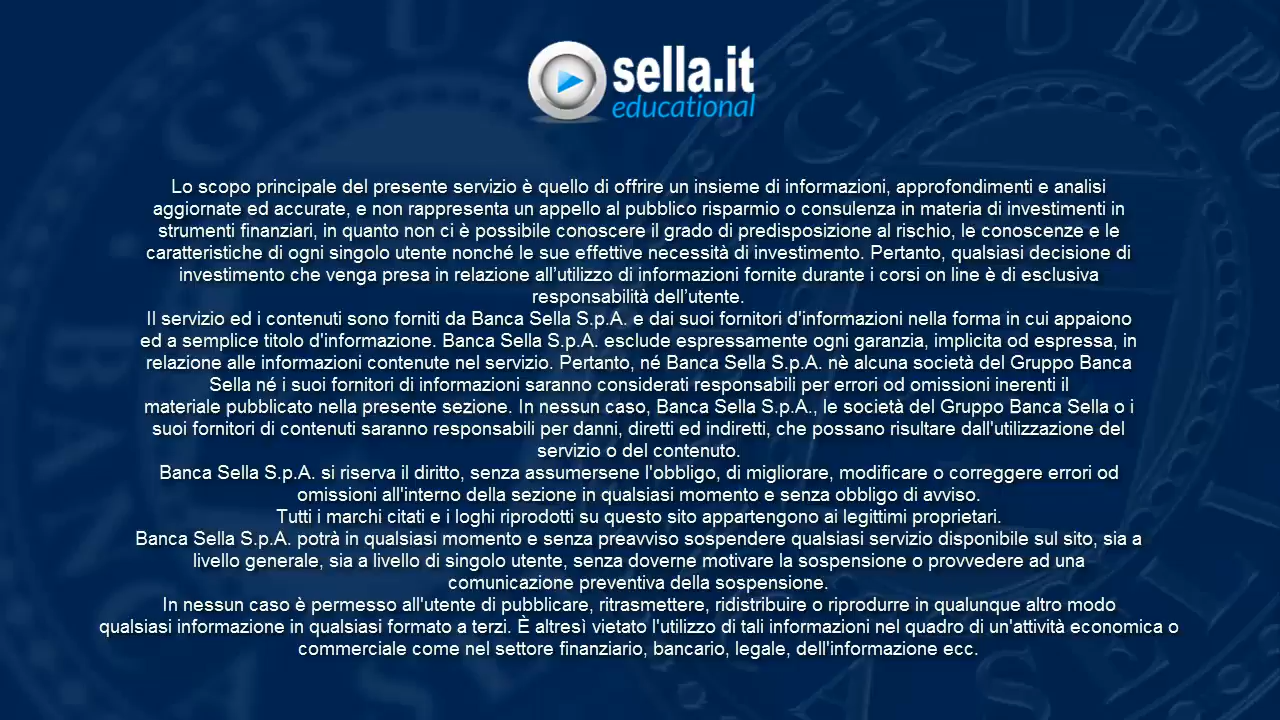 sella.it
educational
Lo scopo principale del presente servizio è quello di offrire un insieme di informazioni, approfondimenti e analisi
aggiornate ed accurate, e non rappresenta un appello al pubblico risparmio o consulenza in materia di investimenti in
strumenti finanziari, in quanto non ci è possibile conoscere il grado di predisposizione al rischio, le conoscenze e le
caratteristiche di ogni singolo utente nonché le sue effettive necessità di investimento. Pertanto, qualsiasi decisione di
investimento che venga presa in relazione all’utilizzo di informazioni fornite durante i corsi on line è di esclusiva
responsabilità dell’utente.
Il servizio ed i contenuti sono forniti da Banca Sella S.p.A. e dai suoi fornitori d'informazioni nella forma in cui appaiono
ed a semplice titolo d'informazione. Banca Sella S.p.A. esclude espressamente ogni garanzia, implicita od espressa, in
relazione alle informazioni contenute nel servizio. Pertanto, né Banca Sella S.p.A. nè alcuna società del Gruppo Banca
Sella né i suoi fornitori di informazioni saranno considerati responsabili per errori od omissioni inerenti il
materiale pubblicato nella presente sezione. In nessun caso, Banca Sella S.p.A., le società del Gruppo Banca Sella o i
suoi fornitori di contenuti saranno responsabili per danni, diretti ed indiretti, che possano risultare dall'utilizzazione del
servizio o del contenuto.
Banca Sella S.p.A. si riserva il diritto, senza assumersene l'obbligo, di migliorare, modificare o correggere errori od
omissioni all'interno della sezione in qualsiasi momento e senza obbligo di avviso.
Tutti i marchi citati e i loghi riprodotti su questo sito appartengono ai legittimi proprietari.
Banca Sella S.p.A. potrà in qualsiasi momento e senza preavviso sospendere qualsiasi servizio disponibile sul sito, sia a
livello generale, sia a livello di singolo utente, senza doverne motivare la sospensione o provvedere ad una
comunicazione preventiva della sospensione.
In nessun caso è permesso all'utente di pubblicare, ritrasmettere, ridistribuire o riprodurre in qualunque altro modo
qualsiasi informazione in qualsiasi formato a terzi. È altresì vietato l'utilizzo di tali informazioni nel quadro di un'attività economica o
commerciale come nel settore finanziario, bancario, legale, dell'informazione ecc.